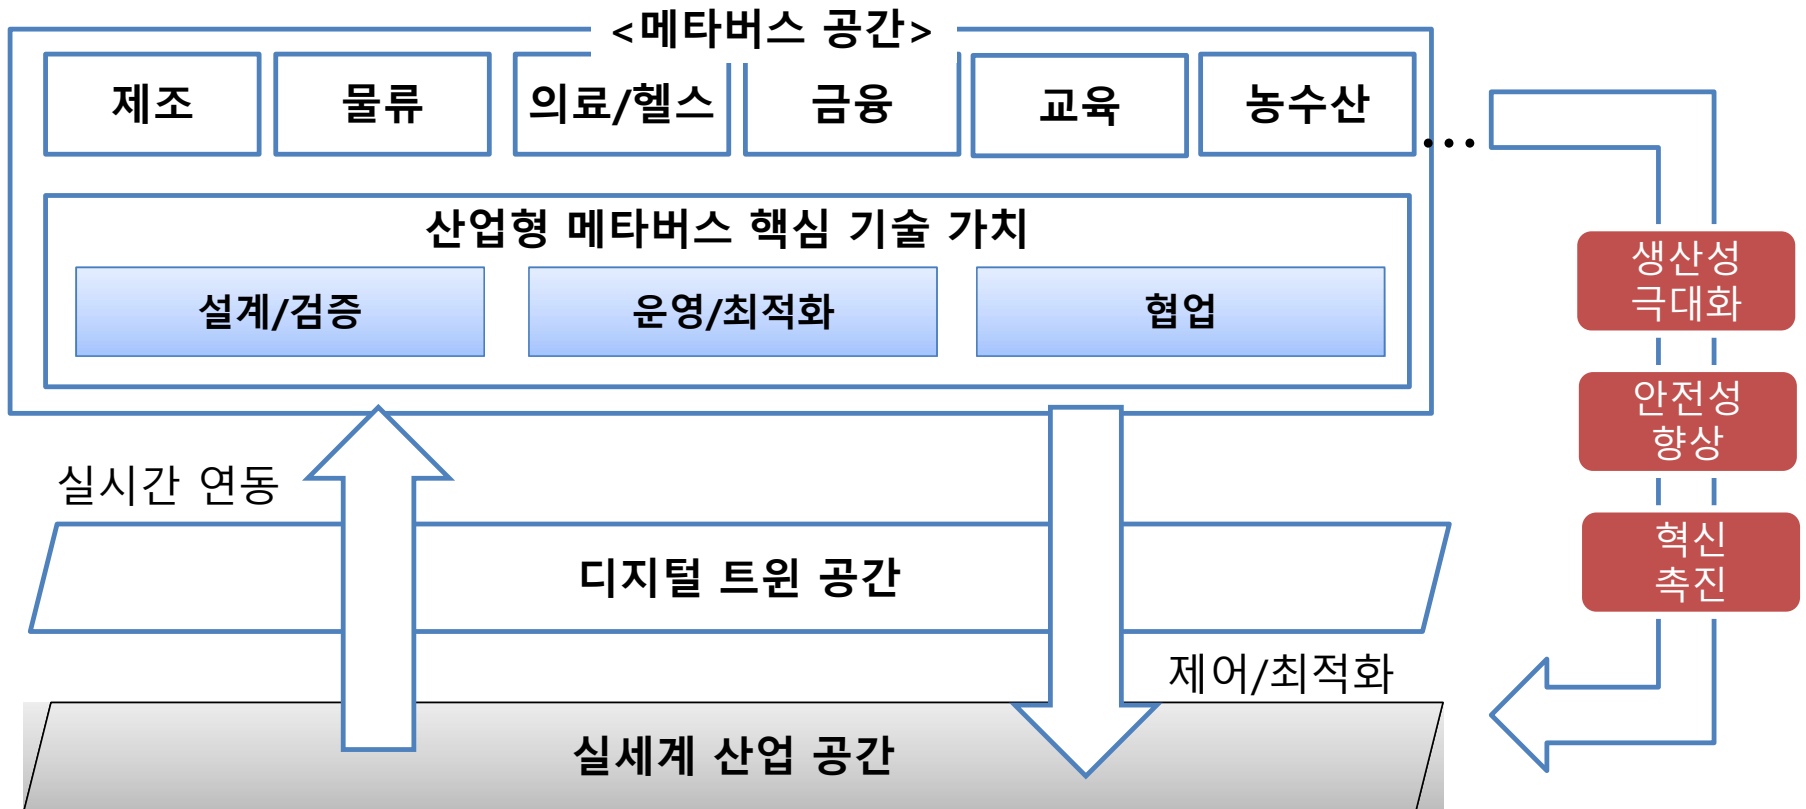 <메타버스 공간>
제조
물류
의료/헬스
금융
교육
농수산
...
산업형 메타버스 핵심 기술 가치
설계/검증
운영/최적화
협업
생산성
극대화
안전성
향상
혁신
촉진
실시간 연동
디지털 트윈 공간
제어/최적화
실세계 산업 공간